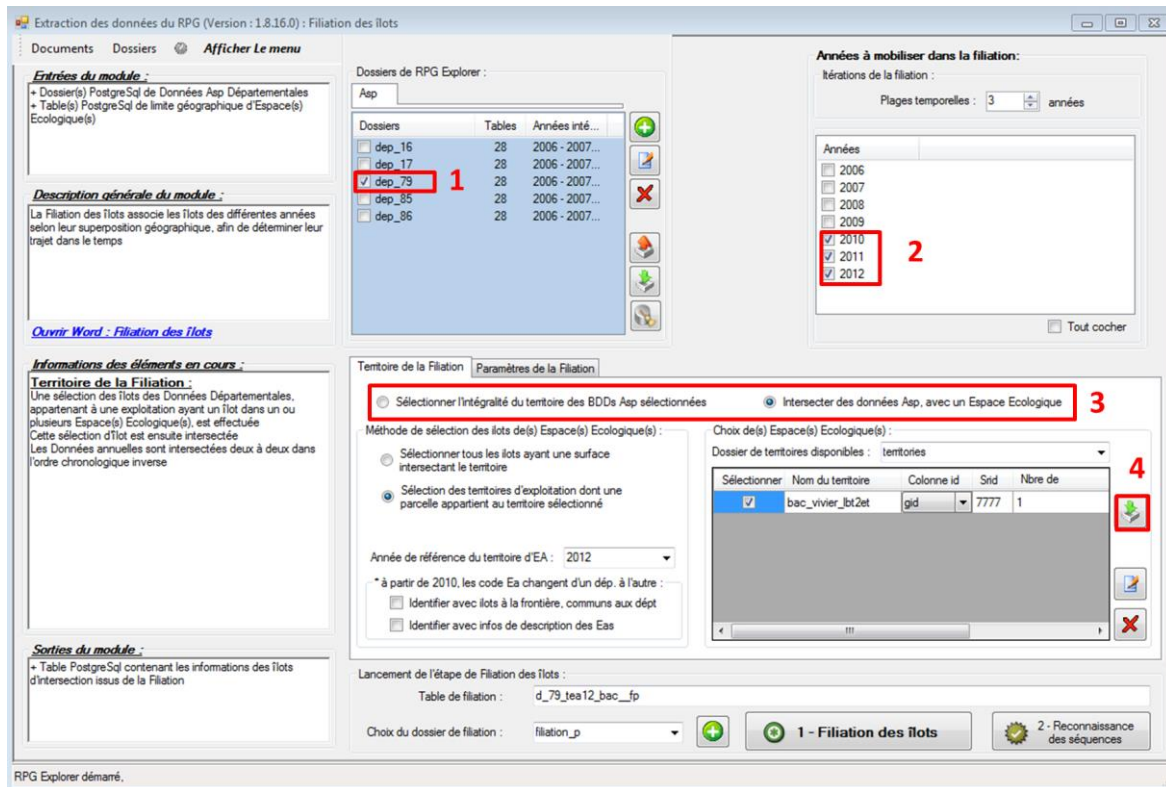 Extraction des données du RPG (Version : 1.8.16.0) : Filiation des îlots
Documents Dossiers Afficher Le menu
Entrées du module :
+ Dossier(s) PostgreSql de Données Asp Départementales
+ Table(s) PostgreSql de limite géographique d'Espace(s)
Ecologique(s)
Description générale du module :
La Filiation des îlots associe les îlots des différentes années
selon leur superposition géographique, afin de déterminer leur
trajet dans le temps
Ouvrir Word : Filiation des îlots
Informations des éléments en cours :
Territoire de la Filiation :
Une sélection des îlots des Données Départementales,
appartenant à une exploitation ayant un îlot dans un ou
plusieurs Espace(s) Ecologique(s), est effectuée
Cette sélection d'îlot est ensuite intersectée
Les Données annuelles sont intersectées deux à deux dans
l'ordre chronologique inverse
Sorties du module :
+ Table PostgreSql contenant les informations des îlots
d'intersection issus de la Filiation
Dossiers de RPG Explorer :
Asp
Dossiers Tables Années inté...
dep_16 28 2006 - 2007...
dep_17 28 2006 - 2007...
dep_79 28 2006 - 2007...
dep_85 28 2006 - 2007...
dep_86 28 2006 - 2007...
1
Années à mobiliser dans la filiation:
Itérations de la filiation :
Plages temporelles : 3 années
Années
2006
2007
2008
2009
2010
2011
2012
2
Tout cocher
Territoire de la Filiation Paramètres de la Filiation
Sélectionner l'intégralité du territoire des BDDs Asp sélectionnées
Intersecter des données Asp, avec un Espace Ecologique
3
Méthode de sélection des ilots de(s) Espace(s) Ecologique(s) :
Sélectionner tous les ilots ayant une surface
intersectant le territoire
Sélection des territoires d'exploitation dont une
parcelle appartient au territoire sélectionné
Année de référence du territoire d'EA : 2012
* à partir de 2010, les code Ea changent d'un dép. à l'autre :
Identifier avec ilots à la frontière, communs aux dépt
Identifier avec infos de description des Eas
Choix de(s) Espace(s) Ecologique(s) :
Dossier de territoires disponibles : territories
4
Sélectionner Nom du territoire Colonne id Srid Nbre de
bac_vivier_lbt2et gid 7777 1
Lancement de l'étape de Filiation des îlots :
Table de filiation : d_79_tea12_bac__fp
Choix du dossier de filiation : filiation_p
1 - Filiation des îlots
2 - Reconnaissance
des séquences
RPG Explorer démarré,